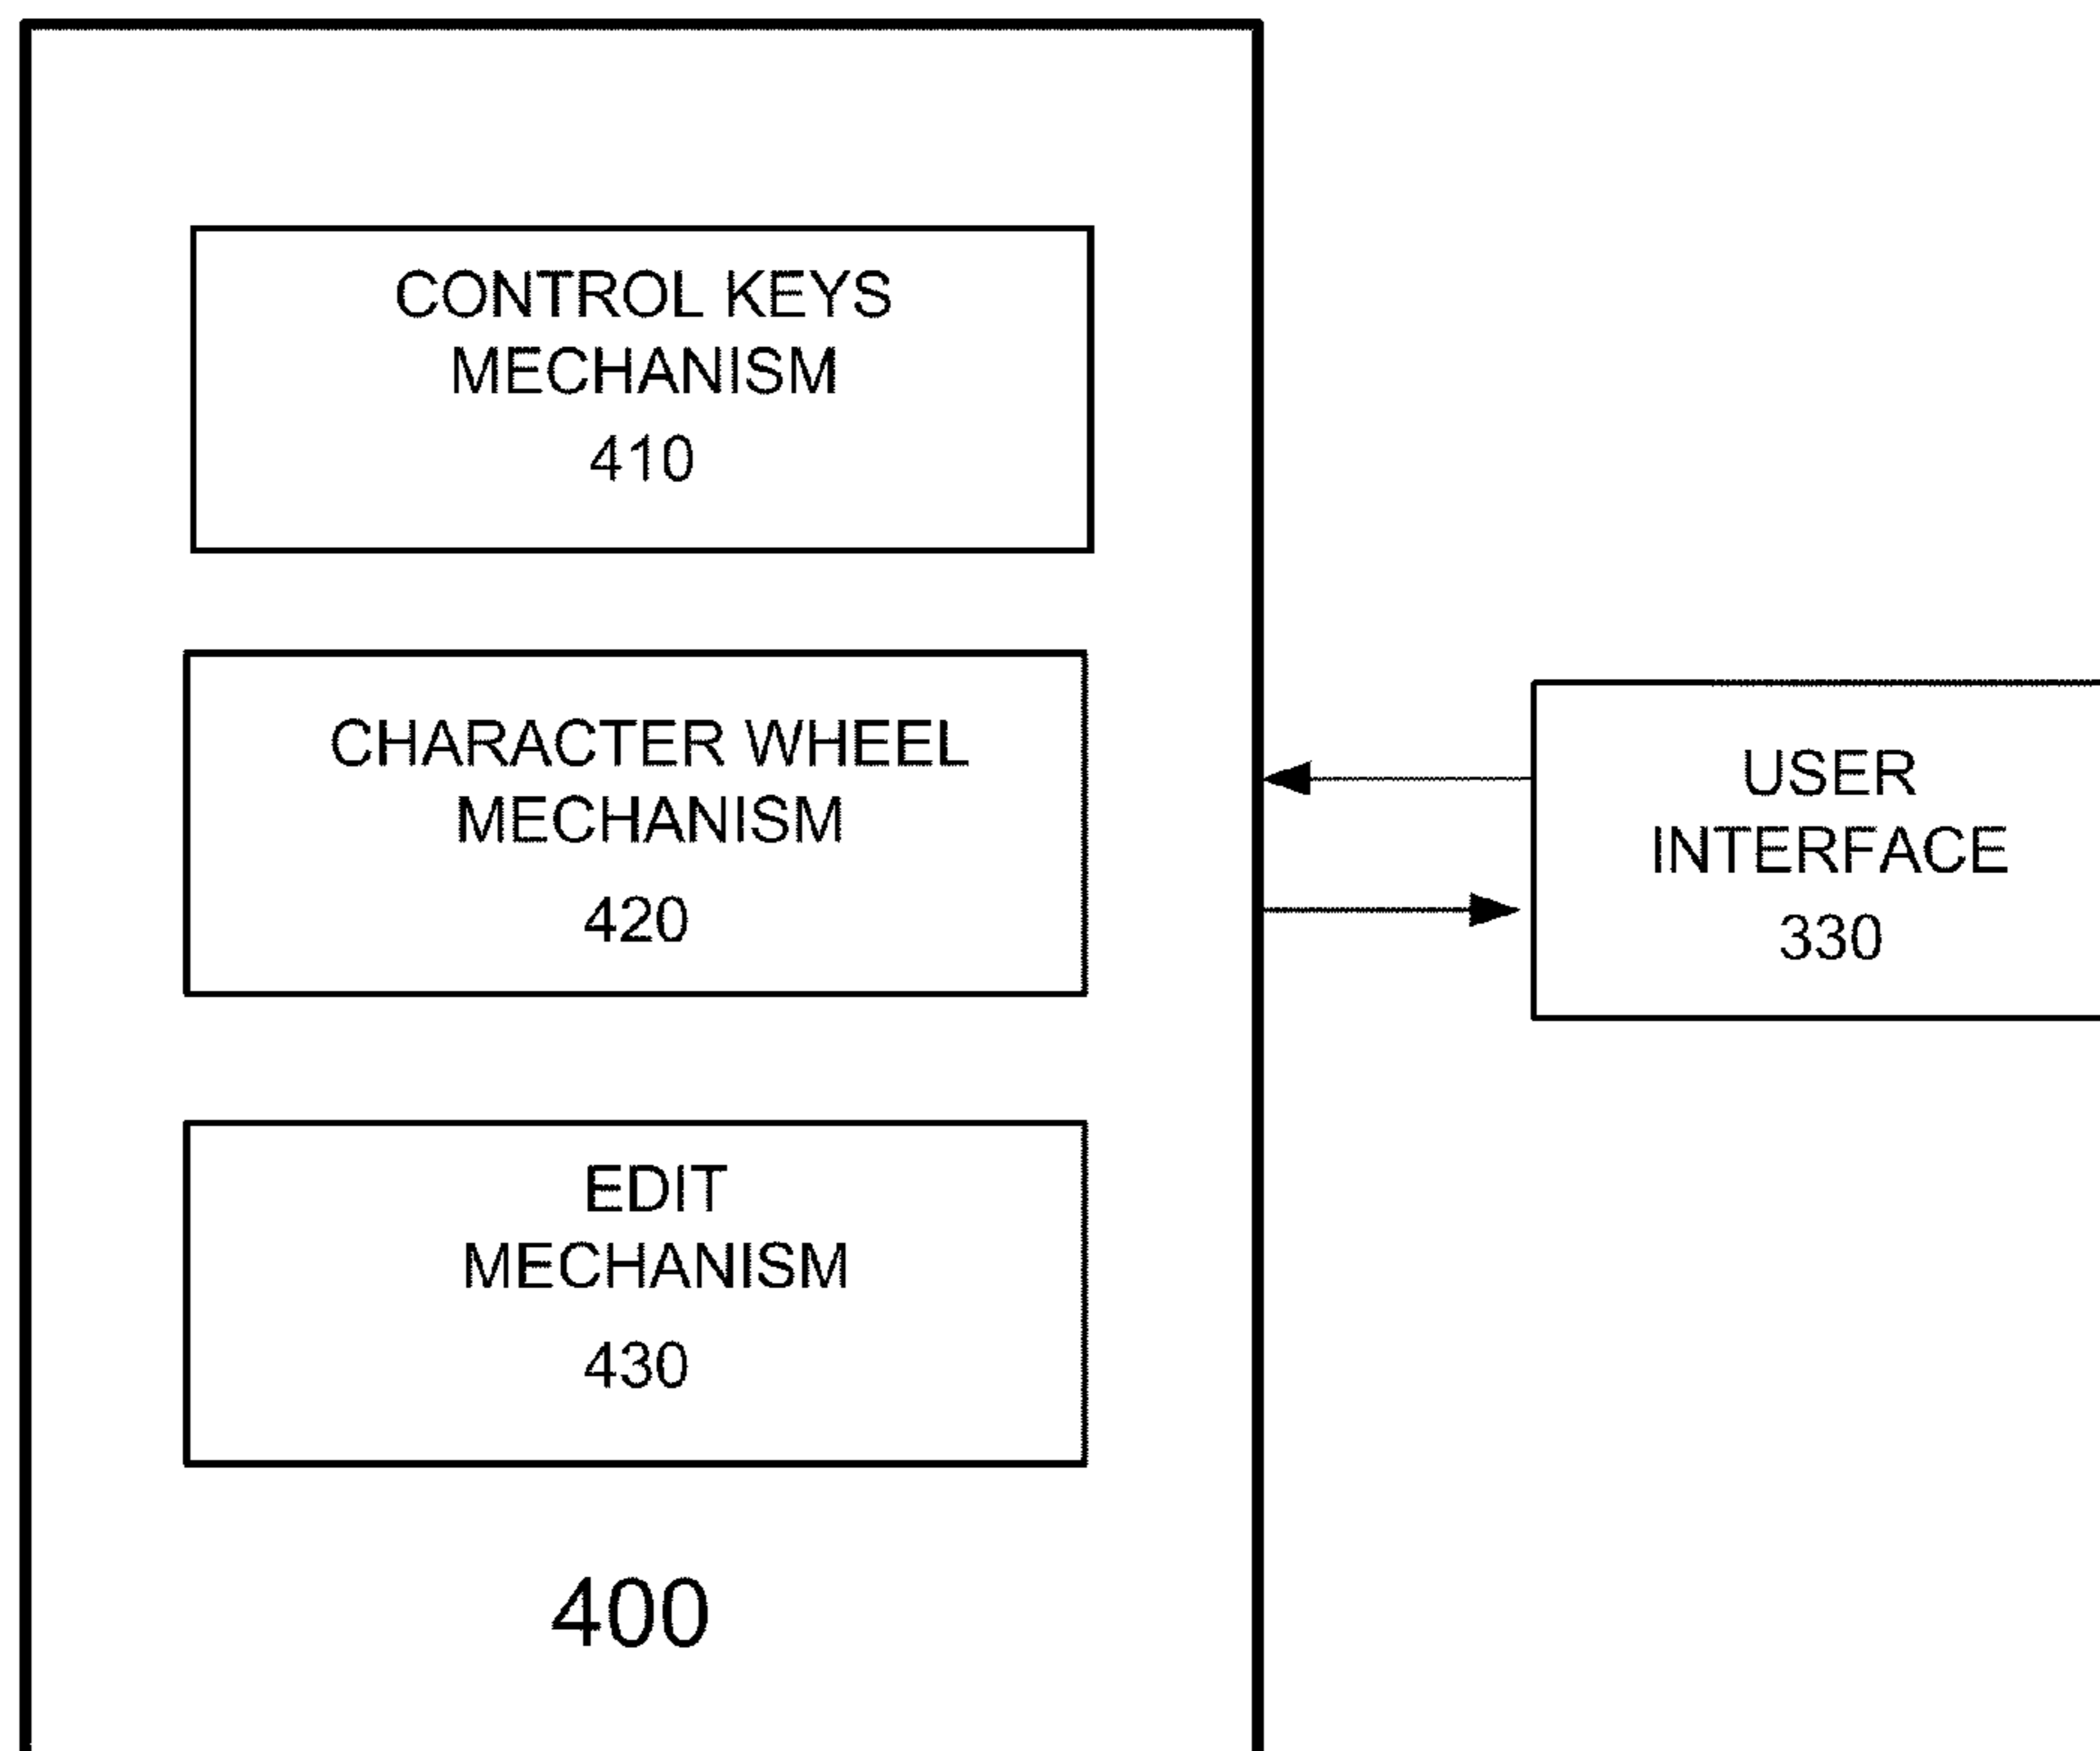 CONTROL KEYS
MECHANISM
410
CHARACTER WHEEL
MECHANISM
420
EDIT
MECHANISM
430
400
USER
INTERFACE
330